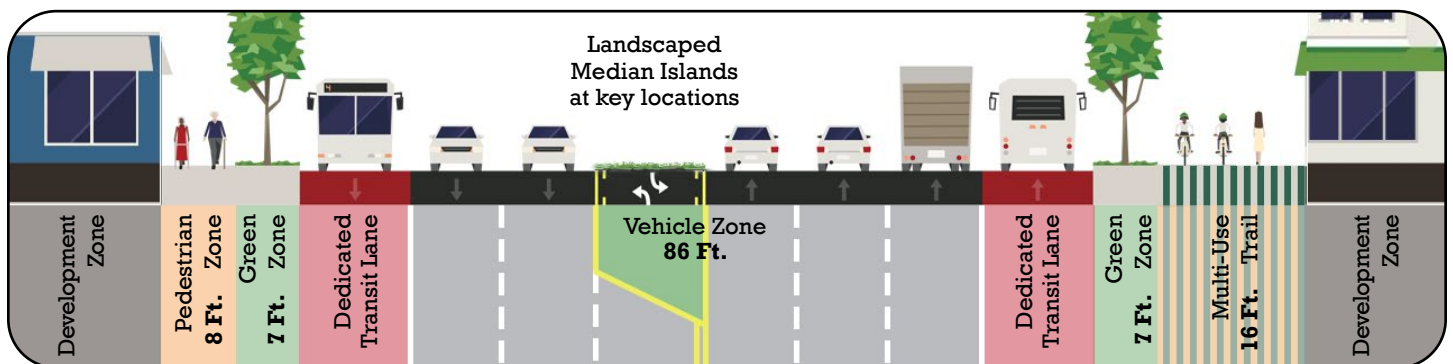 Landscaped
Median Islands
at key locations
4
Development
Zone
Pedestrian Zone
8 Ft.
Green Zone
7 Ft.
Dedicated
Transit Lane
Vehicle Zone
86 Ft.
Dedicated
Transit Lane
Green Zone
7 Ft.
Multi-Use Trail
16 Ft.
Development
Zone